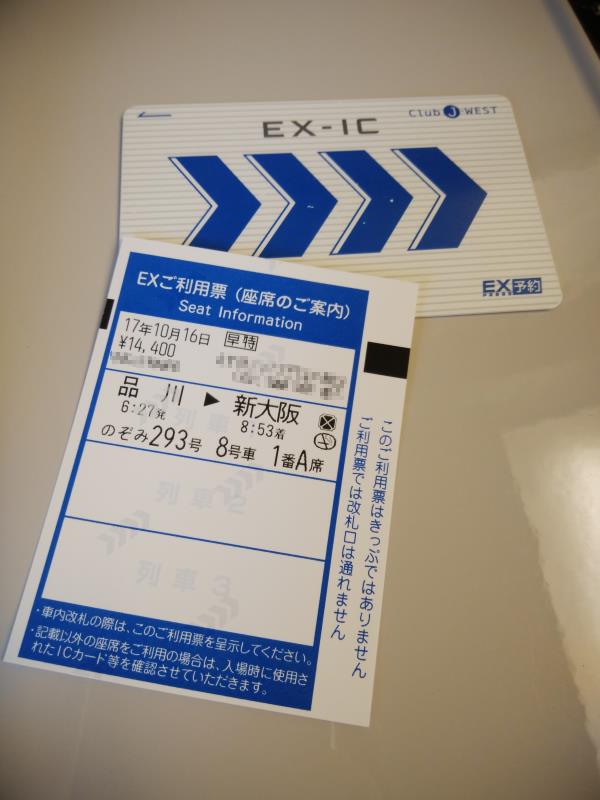 Club J WEST
EX-IC
EX予約
EXご利用票(座席のご案内)
Seat Information
17年10月16日 早特
¥14,400
品川 ▶ 新大阪
6:27発 8:53着
のぞみ293号 8号車 1番A席
列車2
列車3
・車内改札の際は、このご利用票を呈示してください。
・記載以外の座席をご利用の場合は、入場時に使用さ
れたICカード等を確認させていただきます。
このご利用票はきっぷではありません
ご利用票では改札口は通れません